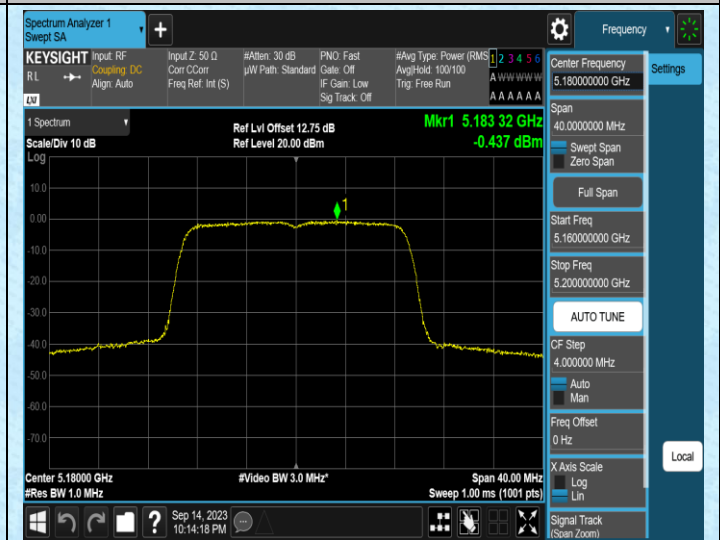 Spectrum Analyzer 1
Swept SA
Frequency
KEYSIGHT
RL
Input: RF
Coupling: DC
Align: Auto
Input Z: 50 Ω
Corr CCorr
Freq Ref: Int (S)
#Atten: 30 dB
µW Path: Standard
PNO: Fast
Gate: Off
IF Gain: Low
Sig Track: Off
#Avg Type: Power (RMS
Avg|Hold: 100/100
Trig: Free Run
1 2 3 4 5 6
A W W W W W
A A A A A A
LXI
1 Spectrum
Scale/Div 10 dB
Log
Ref Lvl Offset 12.75 dB
Ref Level 20.00 dBm
Mkr1 5.183 32 GHz
-0.437 dBm
1
10.0
0.00
-10.0
-20.0
-30.0
-40.0
-50.0
-60.0
-70.0
Center 5.18000 GHz
#Res BW 1.0 MHz
#Video BW 3.0 MHz*
Span 40.00 MHz
Sweep 1.00 ms (1001 pts)
Sep 14, 2023
10:14:18 PM
?
Center Frequency
5.180000000 GHz
Span
40.0000000 MHz
Swept Span
Zero Span
Full Span
Start Freq
5.160000000 GHz
Stop Freq
5.200000000 GHz
AUTO TUNE
CF Step
4.000000 MHz
Auto
Man
Freq Offset
0 Hz
X Axis Scale
Log
Lin
Signal Track
(Span Zoom)
Settings
Local